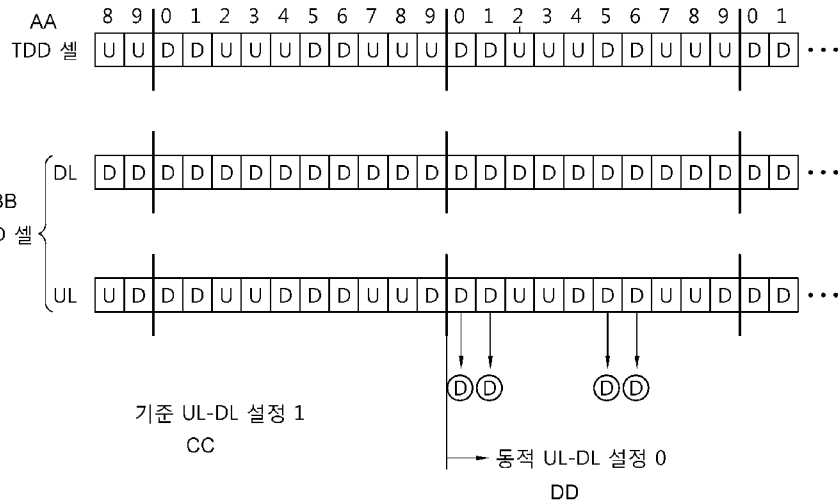 AA 8 9 0 1 2 3 4 5 6 7 8 9 0 1 2 3 4 5 6 7 8 9 0 1
TDD 셀 U U D D U U U D D U U U D D U U U D D U U U D D ...
DL D D D D D D D D D D D D D D D D D D D D D D D D ...
셀
UL U D D D U U D D D U U D D D U U D D D U U D D D ...
D D D D
기준 UL-DL 설정 1
CC
동적 UL-DL 설정 0
DD